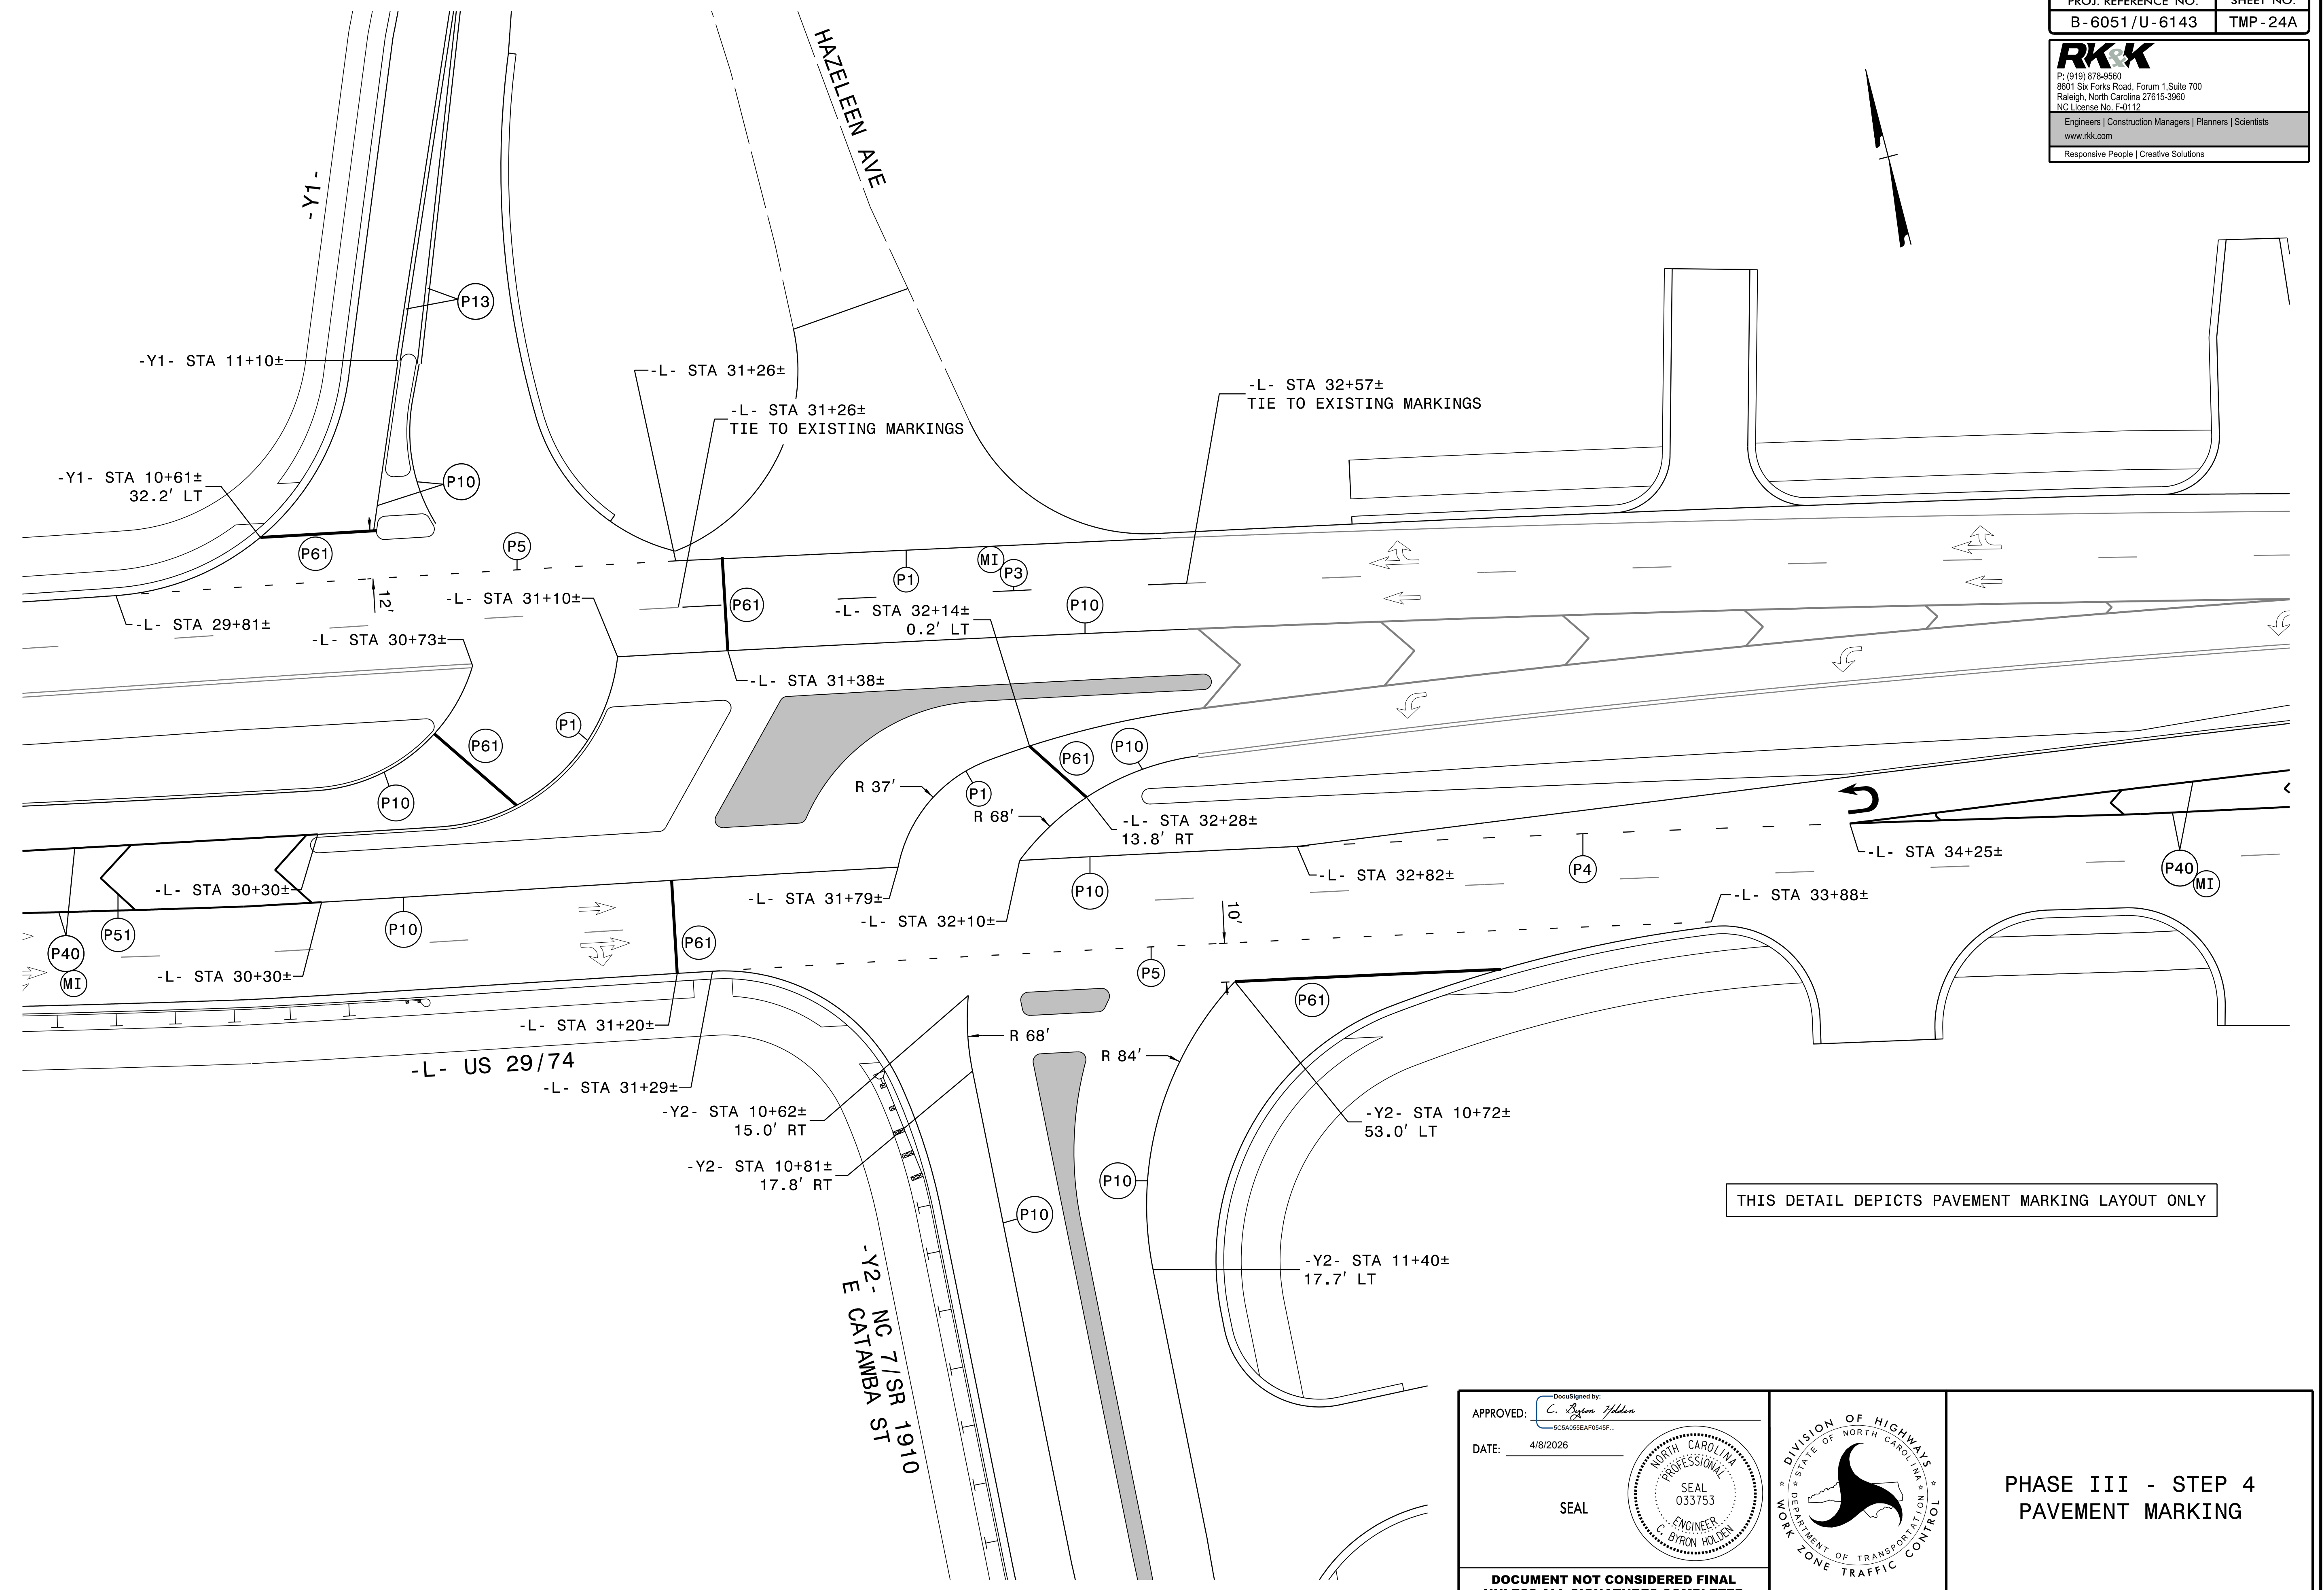 PROJ. REFERENCE NO.
SHEET NO.
B-6051/U-6143
TMP-24A
RK&K
P: (919) 878-9560
8601 Six Forks Road, Forum 1,Suite 700
Raleigh, North Carolina 27615-3960
NC License No. F-0112
Engineers | Construction Managers | Planners | Scientists
www.rkk.com
Responsive People | Creative Solutions
HAZELEEN AVE
-Y1-
P13
-Y1- STA 11+10±
-L- STA 31+26±
-L- STA 31+26±
TIE TO EXISTING MARKINGS
-L- STA 32+57±
TIE TO EXISTING MARKINGS
-Y1- STA 10+61±
32.2' LT
P10
P61
P5
12'
-L- STA 29+81±
-L- STA 31+10±
-L- STA 30+73±
P61
P1
MI
P3
P10
-L- STA 32+14±
0.2' LT
-L- STA 31+38±
P1
P61
P10
P61
P10
R 37'
P1
R 68'
-L- STA 32+28±
13.8' RT
-L- STA 30+30±
P51
P40
MI
P10
-L- STA 30+30±
P61
-L- STA 31+79±
-L- STA 32+10±
P10
-L- STA 32+82±
P4
-L- STA 34+25±
P40
MI
-L- STA 33+88±
10'
P5
P61
-L- STA 31+20±
-L- US 29/74
-L- STA 31+29±
R 68'
R 84'
-Y2- STA 10+62±
15.0' RT
-Y2- STA 10+72±
53.0' LT
-Y2- STA 10+81±
17.8' RT
P10
P10
THIS DETAIL DEPICTS PAVEMENT MARKING LAYOUT ONLY
-Y2- STA 11+40±
17.7' LT
-Y2- NC 7/SR 1910
E CATAWBA ST
APPROVED:
DocuSigned by:
C. Byron Holden
5C5A055EAF0545F...
DATE:
4/8/2026
SEAL
NORTH CAROLINA
PROFESSIONAL
SEAL
033753
ENGINEER
C. BYRON HOLDEN
DIVISION OF HIGHWAYS
STATE OF NORTH CAROLINA
DEPARTMENT OF TRANSPORTATION
WORK ZONE TRAFFIC CONTROL
PHASE III - STEP 4
PAVEMENT MARKING
DOCUMENT NOT CONSIDERED FINAL
UNLESS ALL SIGNATURES COMPLETED